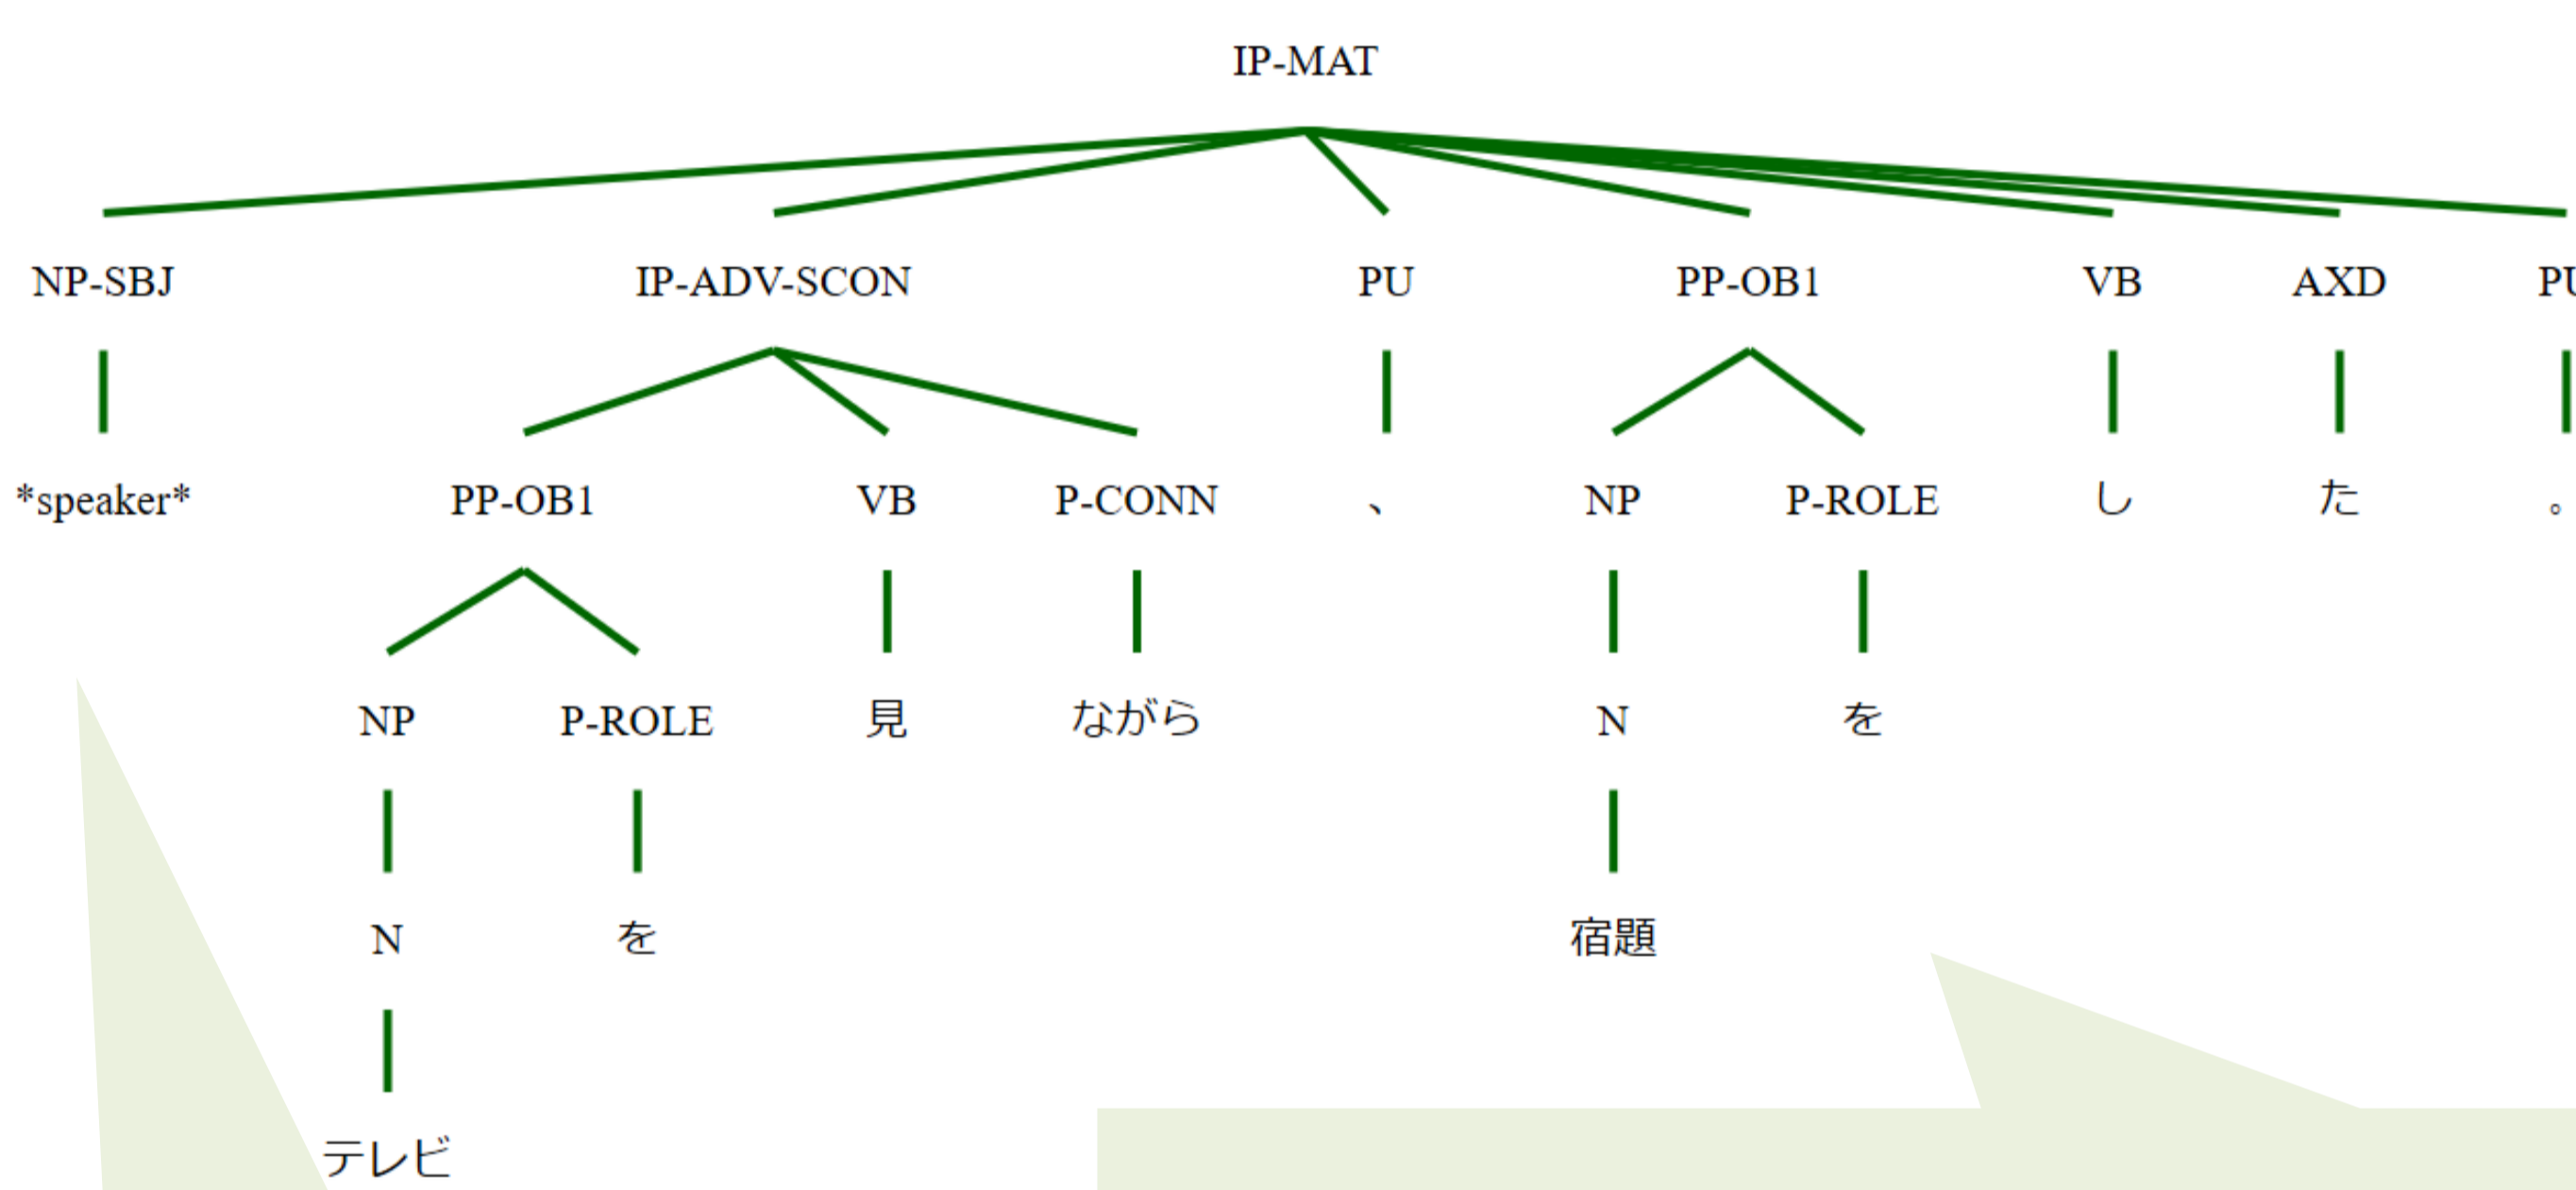 IP-MAT
NP-SBJ IP-ADV-SCON PU PP-OB1 VB AXD PU
*speaker* PP-OB1 VB P-CONN 、 NP P-ROLE し た 。
NP P-ROLE 見 ながら N を
N を 宿題
テレビ